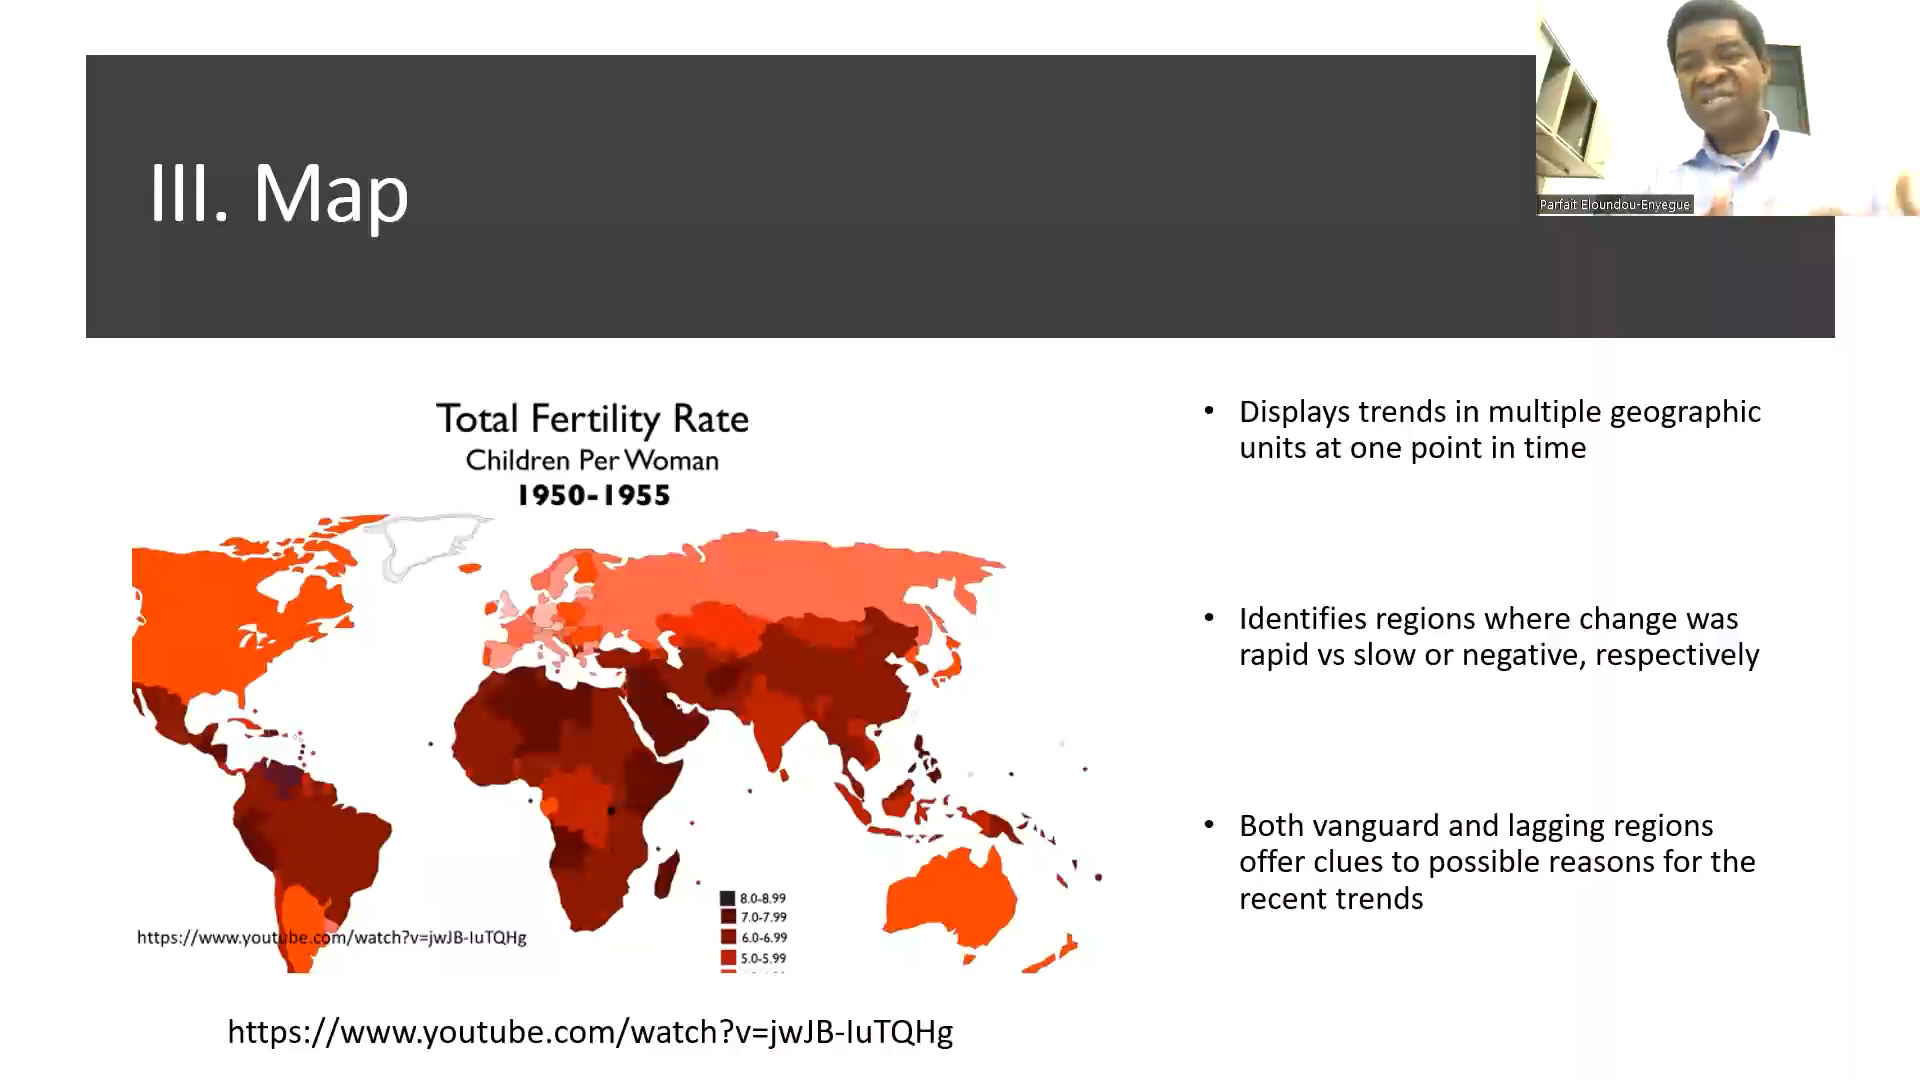 III. Map
Parfait Eloundou-Enyegue
Total Fertility Rate
Children Per Woman
1950-1955
8.0-8.99
7.0-7.99
6.0-6.99
5.0-5.99
https://www.youtube.com/watch?v=jwJB-IuTQHg
https://www.youtube.com/watch?v=jwJB-IuTQHg
• Displays trends in multiple geographic
units at one point in time
• Identifies regions where change was
rapid vs slow or negative, respectively
• Both vanguard and lagging regions
offer clues to possible reasons for the
recent trends